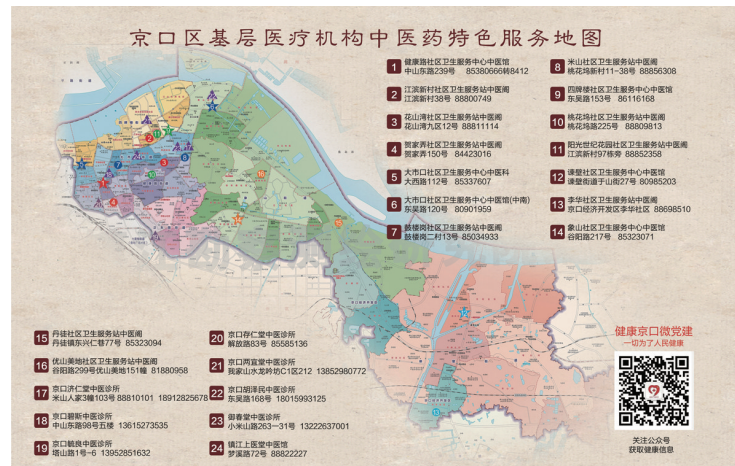 京口区基层医疗机构中医药特色服务地图
1 健康路社区卫生服务中心中医馆
中山东路239号 85380666转8412
2 江滨新村社区卫生服务站中医阁
江滨新村38号 88800749
3 花山湾社区卫生服务站中医阁
花山湾九区12号 88811114
4 贺家弄社区卫生服务站中医阁
贺家弄150号 84423016
5 大市口社区卫生服务中心中医科
大西路112号 85337607
6 大市口社区卫生服务中心中医馆(中南)
东吴路120号 80901959
7 鼓楼岗社区卫生服务站中医阁
鼓楼岗二村13号 85034933
8 米山社区卫生服务站中医阁
桃花坞新村11-38号 88856308
9 四牌楼社区卫生服务中心中医馆
东吴路153号 86116168
10 桃花坞社区卫生服务站中医阁
桃花坞路225号 88809813
11 阳光世纪花园社区卫生服务站中医阁
江滨新村97栋旁 88852358
12 谏壁社区卫生服务中心中医馆
谏壁街道于山街27号 80985203
13 李华社区卫生服务站中医阁
京口经济开发区李华社区 88698510
14 象山社区卫生服务中心中医馆
谷阳路217号 85323071
15 丹徒社区卫生服务站中医阁
丹徒镇东兴仁巷77号 85323094
16 优山美地社区卫生服务站中医阁
谷阳路299号优山美地151幢 81880958
17 京口济仁堂中医诊所
米山人家3幢103号 88810101 18912825678
18 京口碧斯中医诊所
中山东路98号五楼 13615273535
19 京口毓良中医诊所
塔山路1号-6 13952851632
20 京口存仁堂中医诊所
解放路83号 85585136
21 京口两宜堂中医诊所
我家山水龙吟坊C1区212 13852980772
22 京口胡泽民中医诊所
东吴路168号 18015993125
23 御春堂中医诊所
小米山路263-31号 13222637001
24 镇江上医堂中医馆
梦溪路72号 88822227
健康京口微党建
一切为了人民健康
关注公众号
获取健康信息